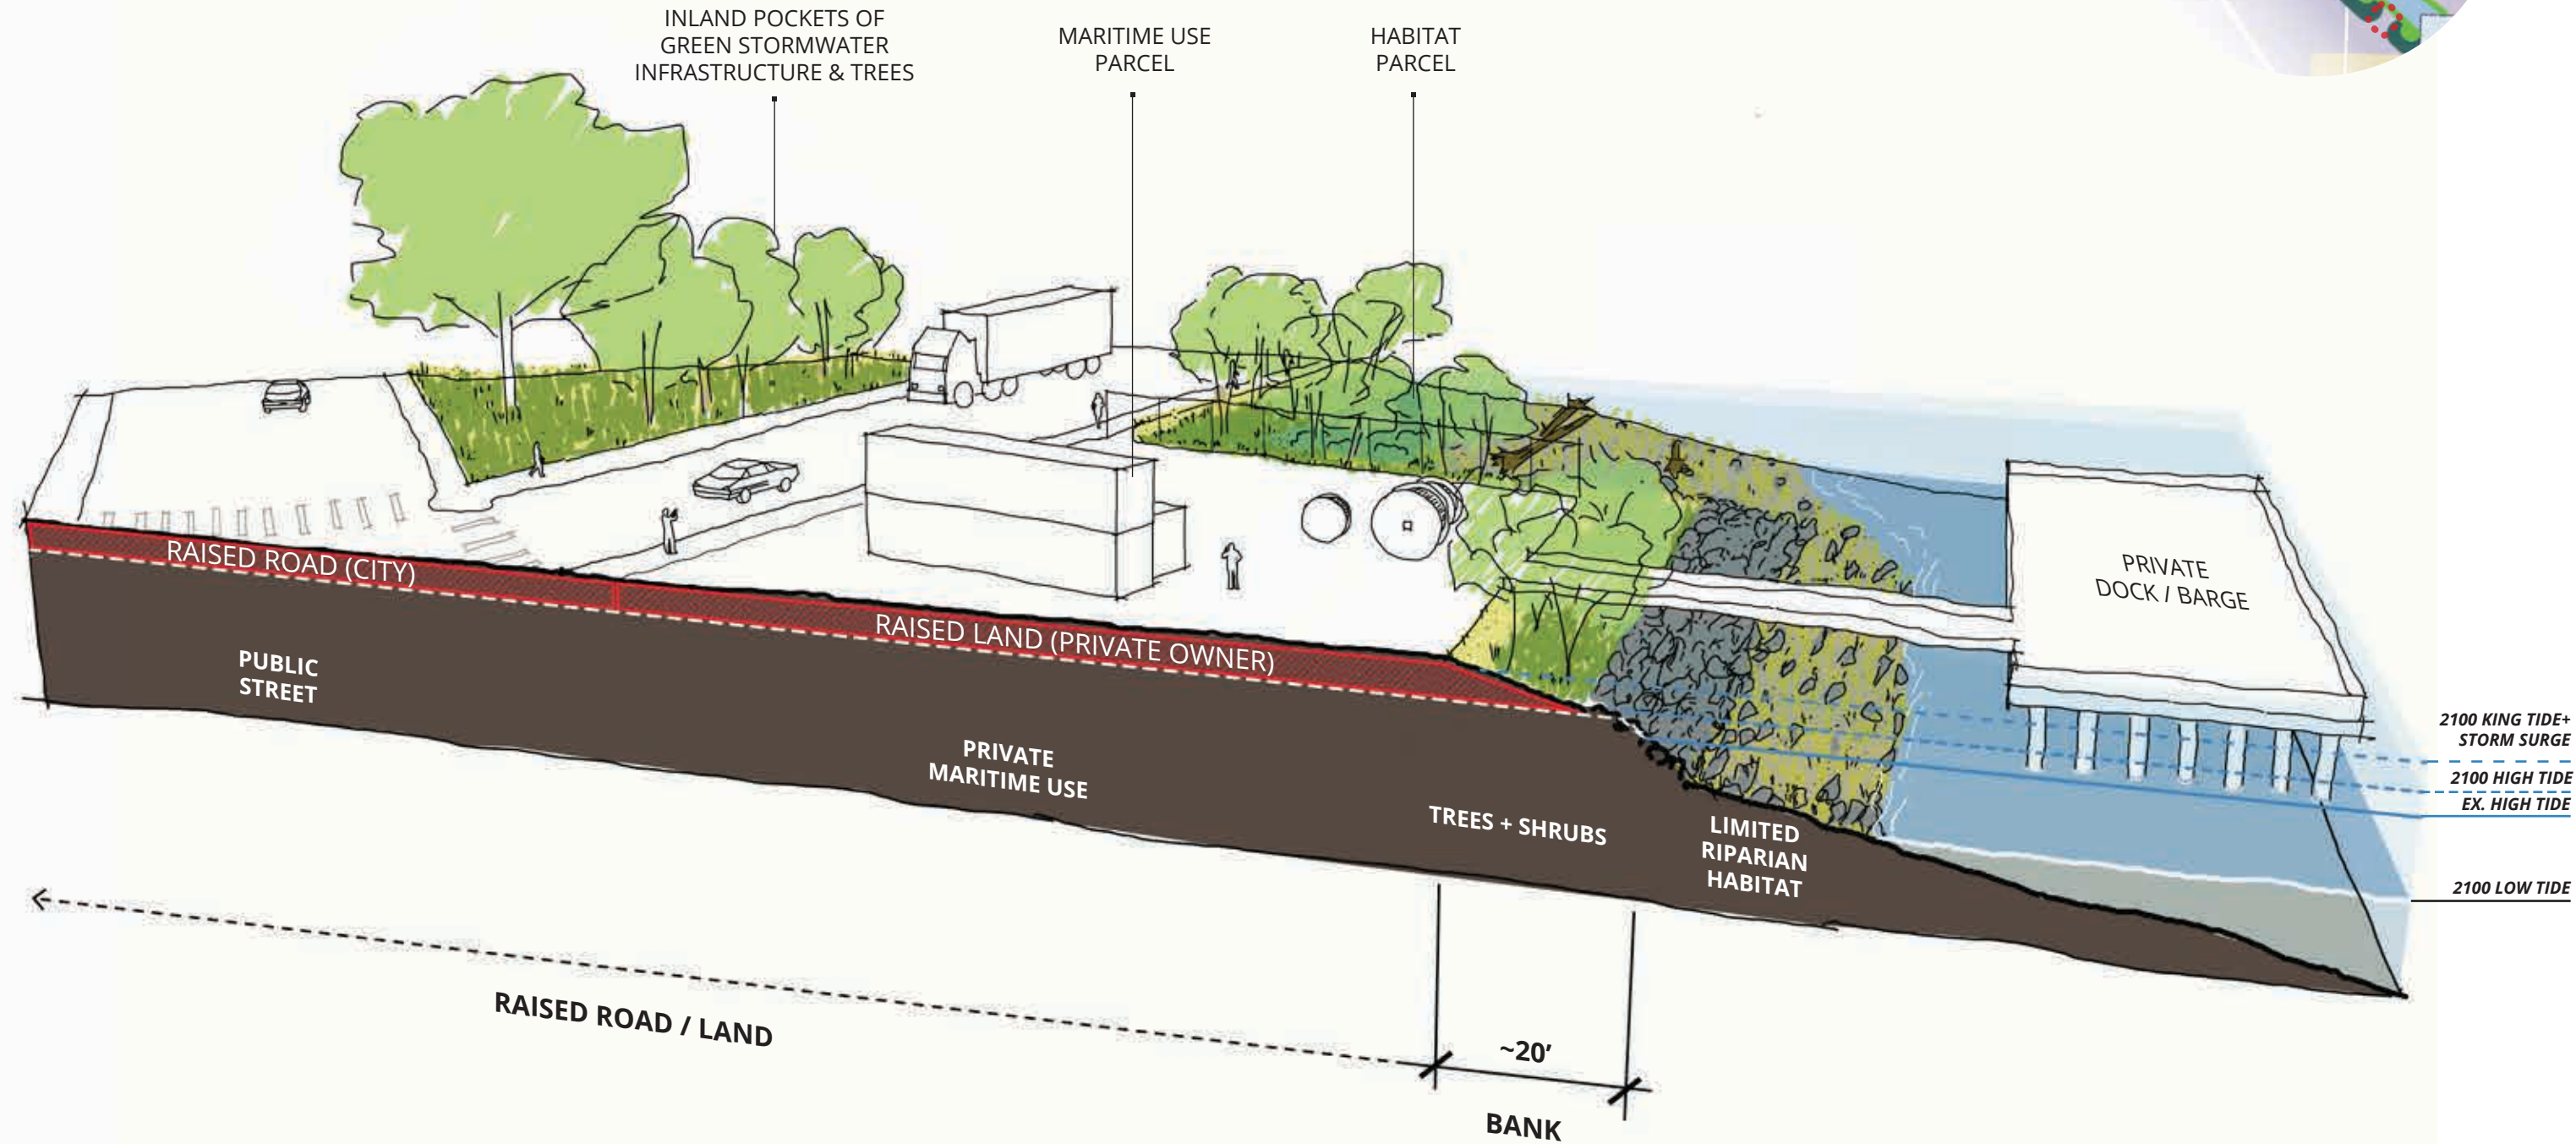 INLAND POCKETS OF
GREEN STORMWATER
INFRASTRUCTURE & TREES
MARITIME USE
PARCEL
HABITAT
PARCEL
PRIVATE
DOCK / BARGE
RAISED ROAD (CITY)
RAISED LAND (PRIVATE OWNER)
PUBLIC
STREET
PRIVATE
MARITIME USE
TREES + SHRUBS
LIMITED
RIPARIAN
HABITAT
2100 KING TIDE+
STORM SURGE
2100 HIGH TIDE
EX. HIGH TIDE
2100 LOW TIDE
RAISED ROAD / LAND
~20’
BANK